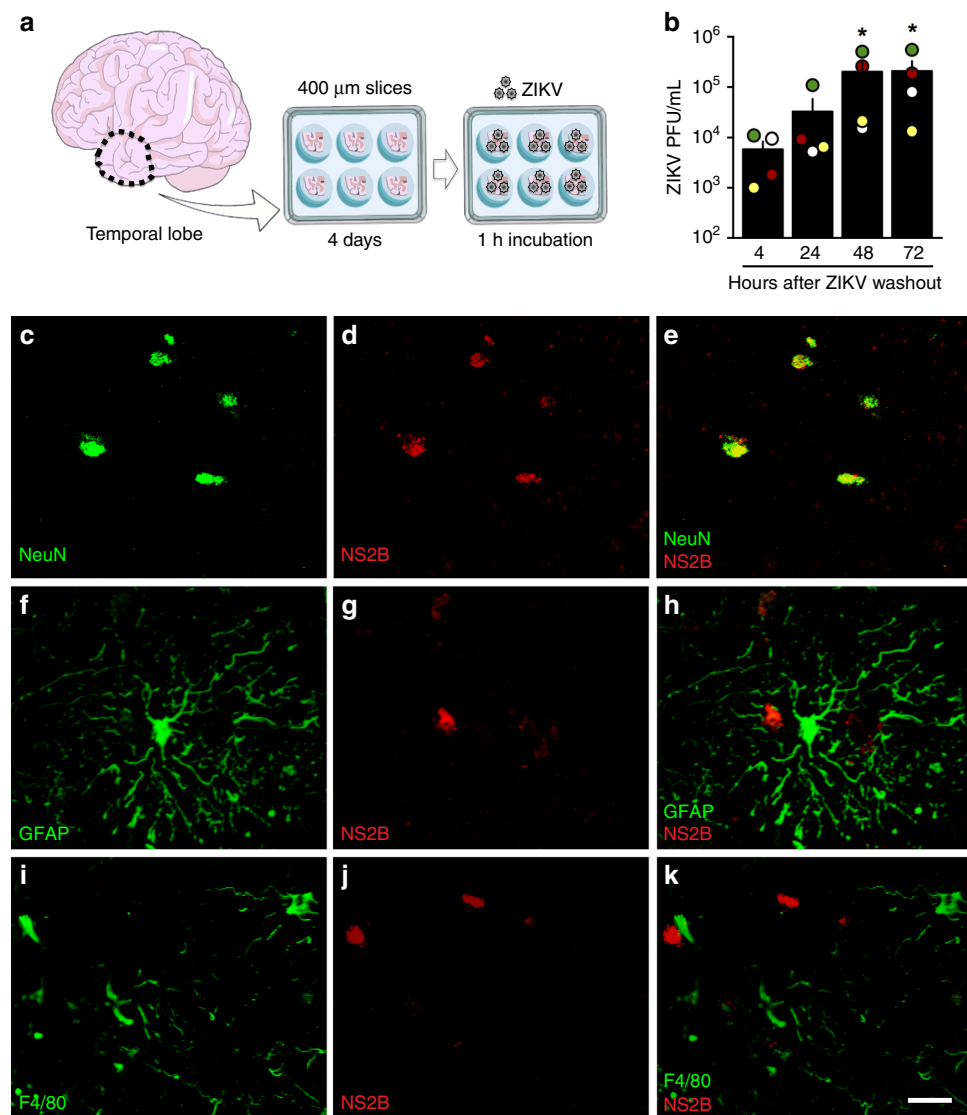 a
400 μm slices
ZIKV
Temporal lobe
4 days
1 h incubation
b
ZIKV PFU/mL
10⁶
10⁵
10⁴
10³
10²
*
*
4 24 48 72
Hours after ZIKV washout
c
NeuN
d
NS2B
e
NeuN
NS2B
f
GFAP
g
NS2B
h
GFAP
NS2B
i
F4/80
j
NS2B
k
F4/80
NS2B